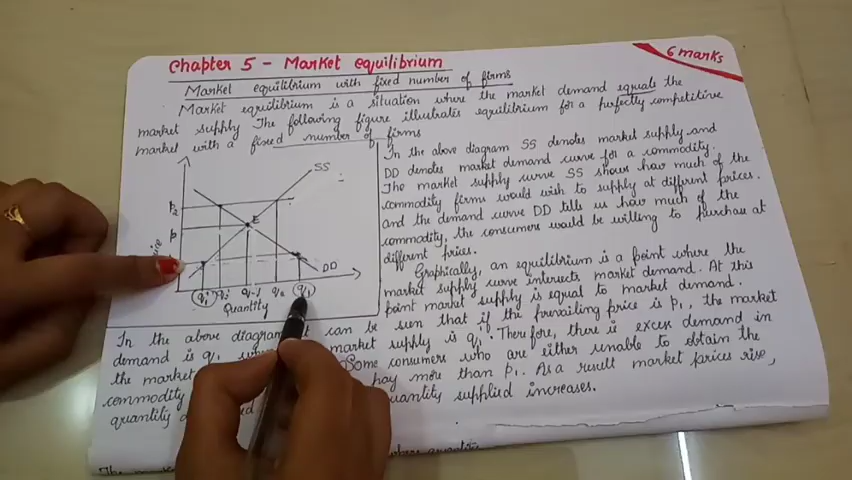 Chapter 5 - Market equilibrium
6 marks
Market equilibrium with fixed number of firms
Market equilibrium is a situation where the market demand equals the
market supply The following figure illustrates equilibrium for a perfectly competitive
market with a fixed number of firms
SS
P2
E
P
DD
q1' q2' q* q2 q1
Quantity
In the above diagram SS denotes market supply and
DD denotes market demand curve for a commodity.
The market supply curve SS shows how much of the
commodity firms would wish to supply at different prices.
and the demand curve DD tells us how much of the
commodity, the consumers would be willing to purchase at
different prices.
Graphically, an equilibrium is a point where the
market supply curve intersects market demand. At this
point market supply is equal to market demand.
In the above diagram it can be seen that if the prevailing price is p1, the market
demand is q1 market supply is q1'. Therefore, there is excess demand in
the market Some consumers who are either unable to obtain the
commodity pay more than p1. As a result market prices rise,
quantity quantity supplied increases.
The